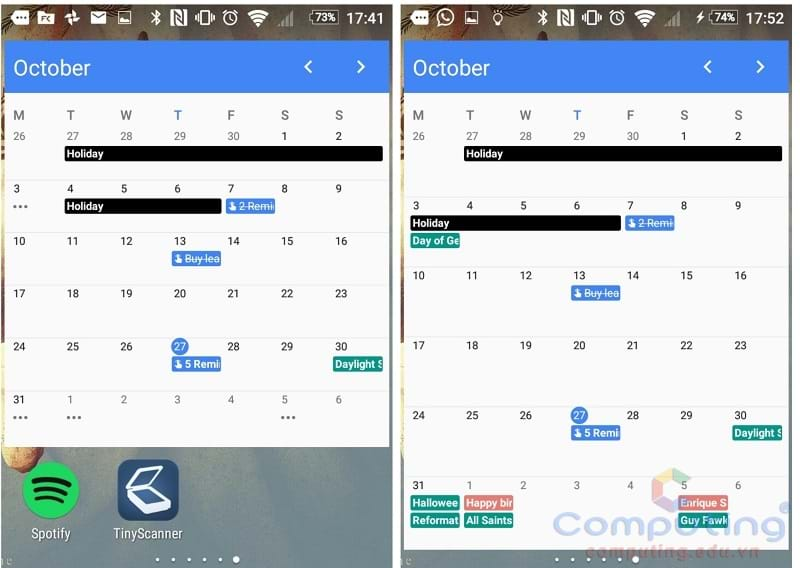 73% 17:41
October
M T W T F S S
26 27 28 29 30 1 2
Holiday
3 4 5 6 7 8 9
Holiday 2 Remi
10 11 12 13 14 15 16
Buy lea
17 18 19 20 21 22 23
24 25 26 27 28 29 30
5 Remi Daylight S
31 1 2 3 4 5 6
Spotify TinyScanner
74% 17:52
October
M T W T F S S
26 27 28 29 30 1 2
Holiday
3 4 5 6 7 8 9
Holiday 2 Remi
Day of Ge
10 11 12 13 14 15 16
Buy lea
17 18 19 20 21 22 23
24 25 26 27 28 29 30
5 Remi Daylight S
31 1 2 3 4 5 6
Hallowee Happy bir Enrique S
Reformat All Saints Guy Fawk
Computing
computing.edu.vn